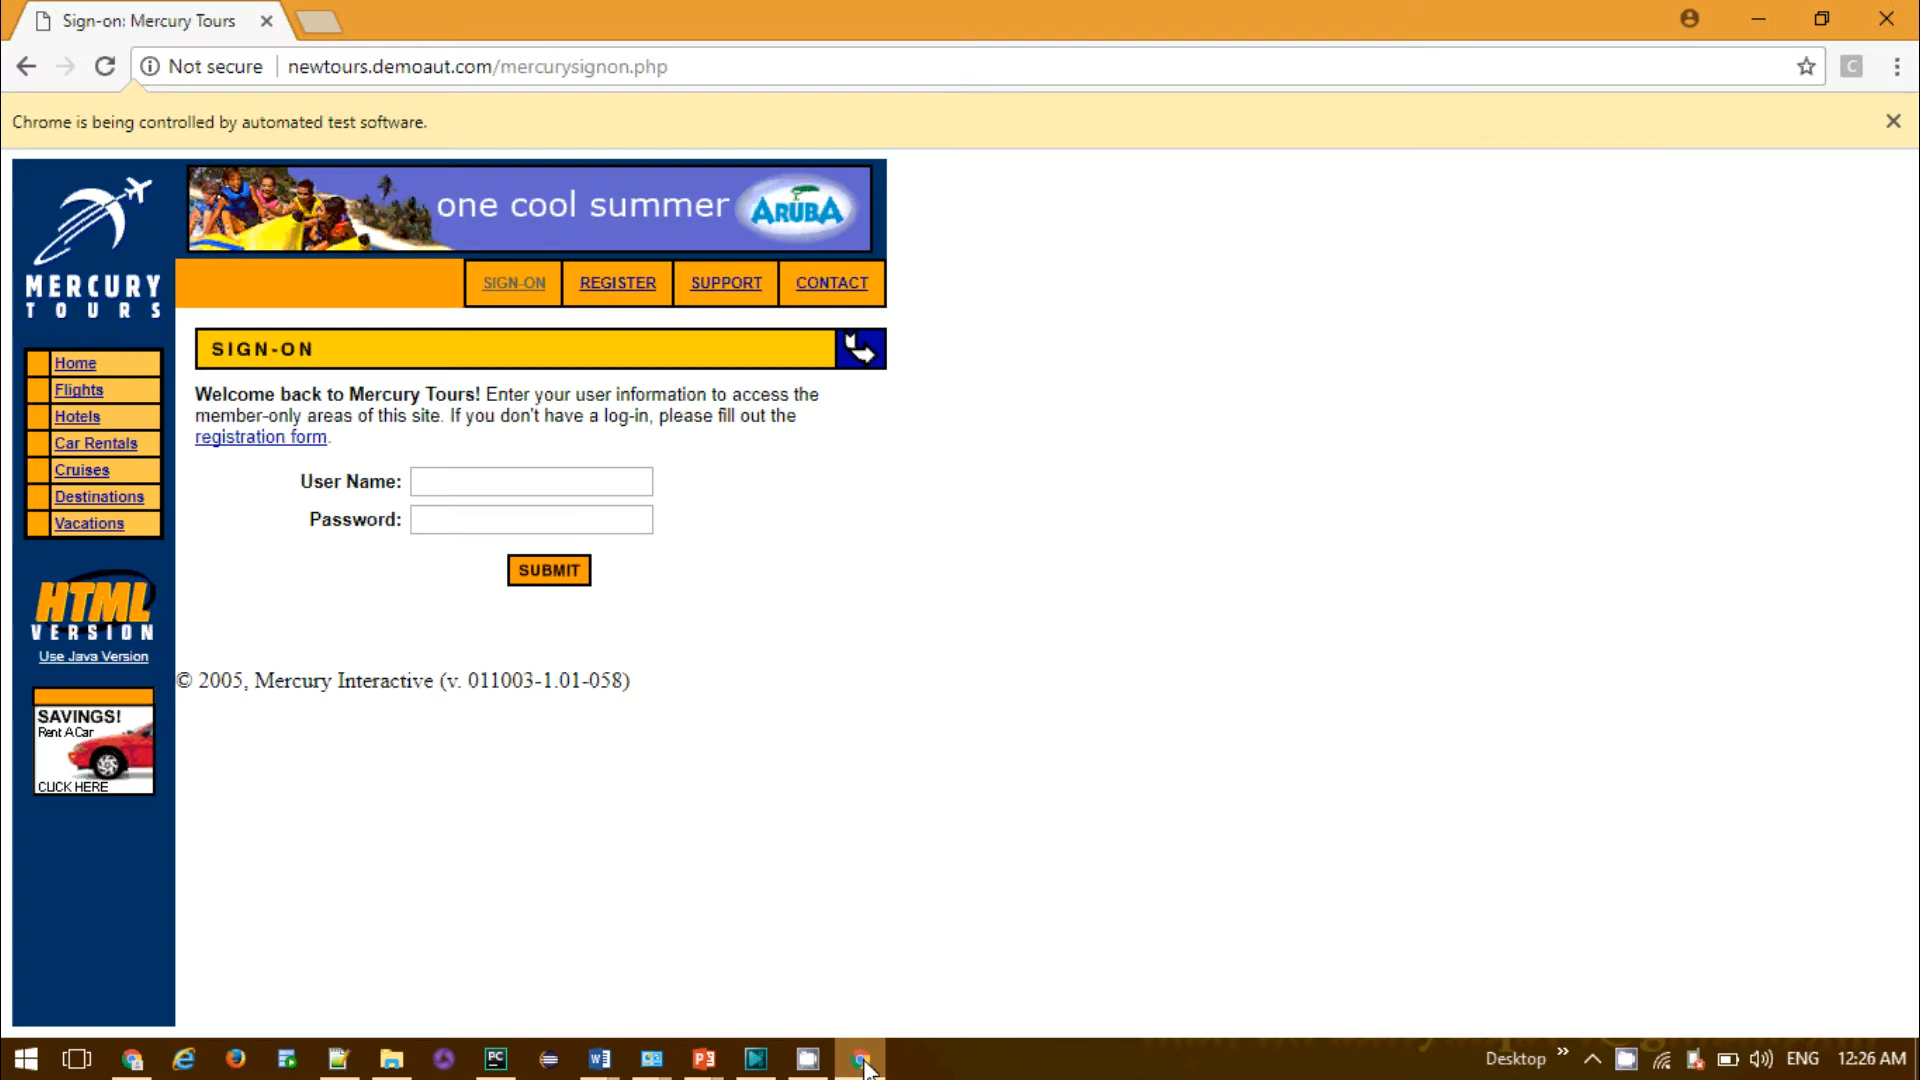 Sign-on: Mercury Tours
Not secure
newtours.demoaut.com/mercurysignon.php
C
Chrome is being controlled by automated test software.
MERCURY
TOURS
one cool summer
ARUBA
SIGN-ON
REGISTER
SUPPORT
CONTACT
SIGN-ON
Home
Flights
Hotels
Car Rentals
Cruises
Destinations
Vacations
Welcome back to Mercury Tours! Enter your user information to access the
member-only areas of this site. If you don't have a log-in, please fill out the
registration form.
User Name:
Password:
SUBMIT
HTML
VERSION
Use Java Version
© 2005, Mercury Interactive (v. 011003-1.01-058)
SAVINGS!
Rent A Car
CLICK HERE
PC
Desktop
ENG
12:26 AM